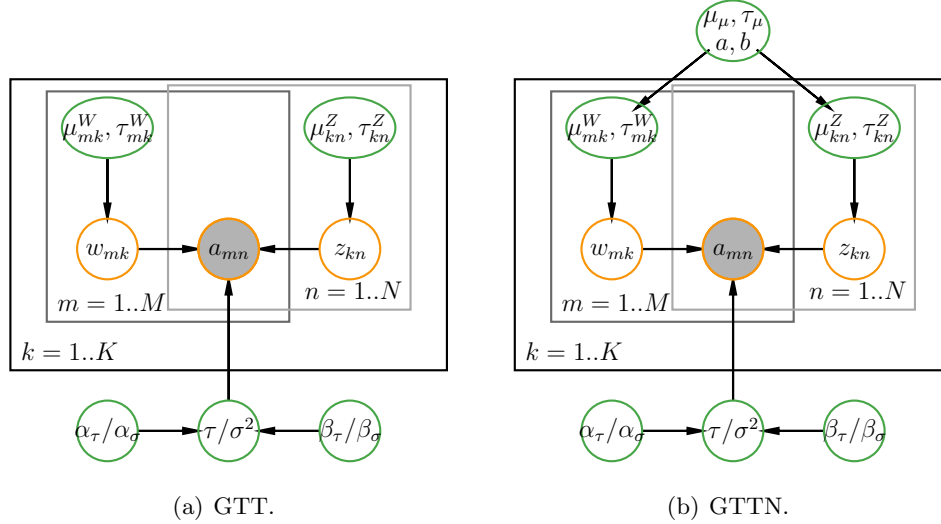 μ_μ, τ_μ
a, b
μ^W_{mk}, τ^W_{mk}
μ^Z_{kn}, τ^Z_{kn}
μ^W_{mk}, τ^W_{mk}
μ^Z_{kn}, τ^Z_{kn}
w_{mk}
a_{mn}
z_{kn}
w_{mk}
a_{mn}
z_{kn}
m = 1..M
n = 1..N
m = 1..M
n = 1..N
k = 1..K
k = 1..K
α_τ/α_σ
τ/σ^2
β_τ/β_σ
α_τ/α_σ
τ/σ^2
β_τ/β_σ
(a) GTT.
(b) GTTN.